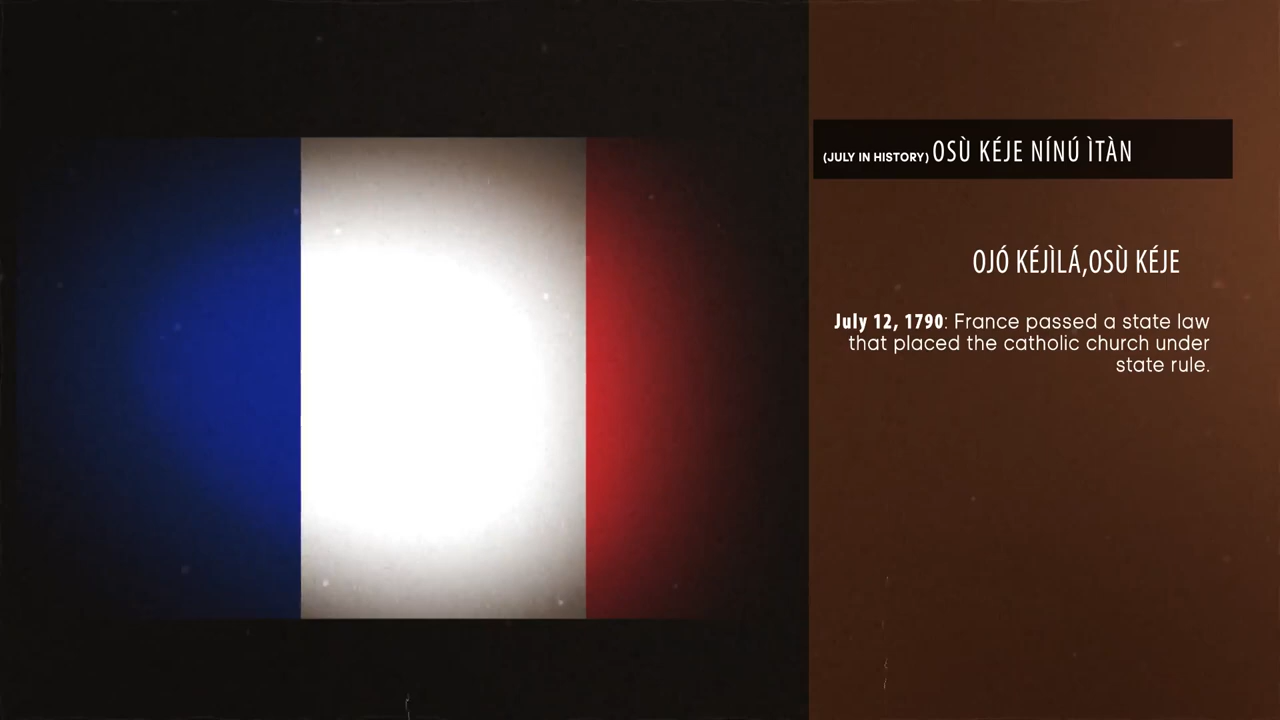 (JULY IN HISTORY) OSÙ KÉJE NÍNÚ ÌTÀN
OJÓ KÉJÌLÁ,OSÙ KÉJE
July 12, 1790: France passed a state law
that placed the catholic church under
state rule.